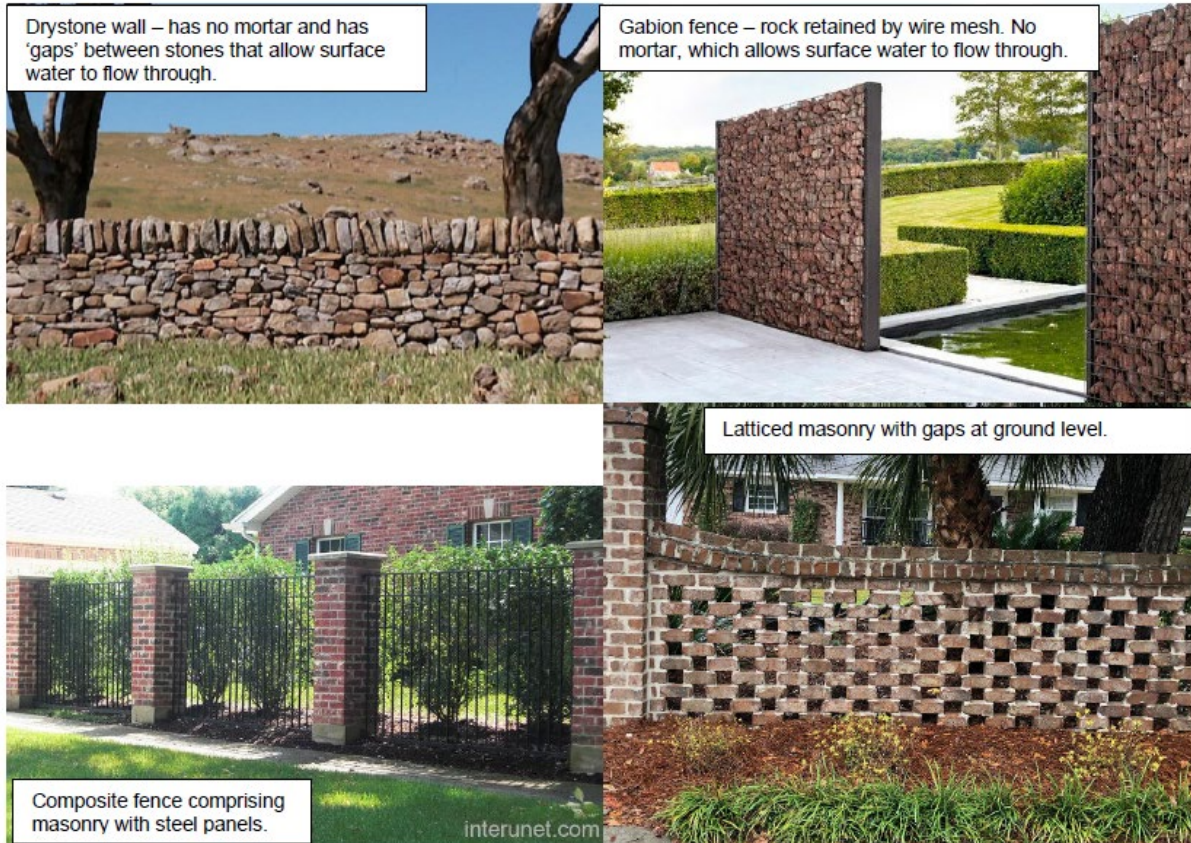 Drystone wall – has no mortar and has
‘gaps’ between stones that allow surface
water to flow through.
Gabion fence – rock retained by wire mesh. No
mortar, which allows surface water to flow through.
Latticed masonry with gaps at ground level.
Composite fence comprising
masonry with steel panels.
interunet.com